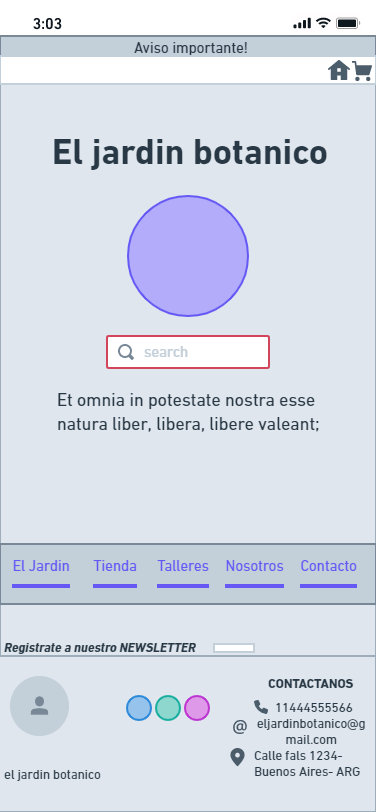 3:03
Aviso importante!
El jardin botanico
search
Et omnia in potestate nostra esse
natura liber, libera, libere valeant;
El Jardin Tienda Talleres Nosotros Contacto
Registrate a nuestro NEWSLETTER
CONTACTANOS
11444555566
@ eljardinbotanico@g
mail.com
Calle fals 1234-
Buenos Aires- ARG
el jardin botanico